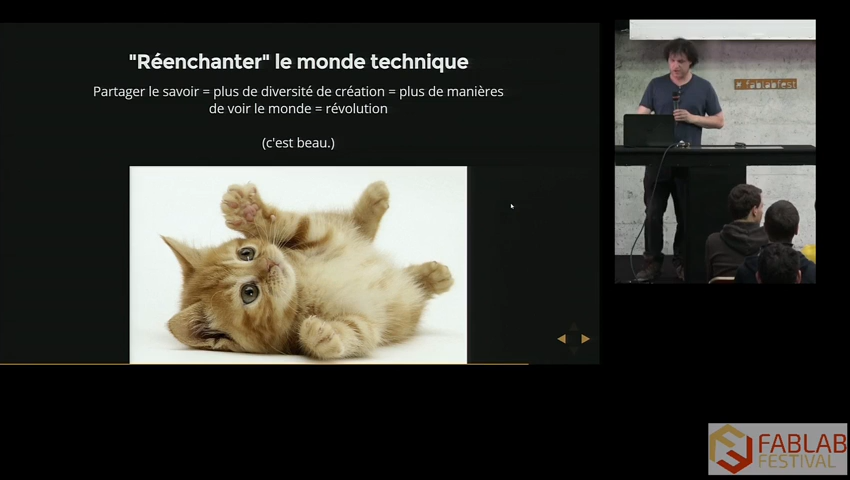 "Réenchanter" le monde technique
Partager le savoir = plus de diversité de création = plus de manières
de voir le monde = révolution
(c'est beau.)
FABLAB
FESTIVAL